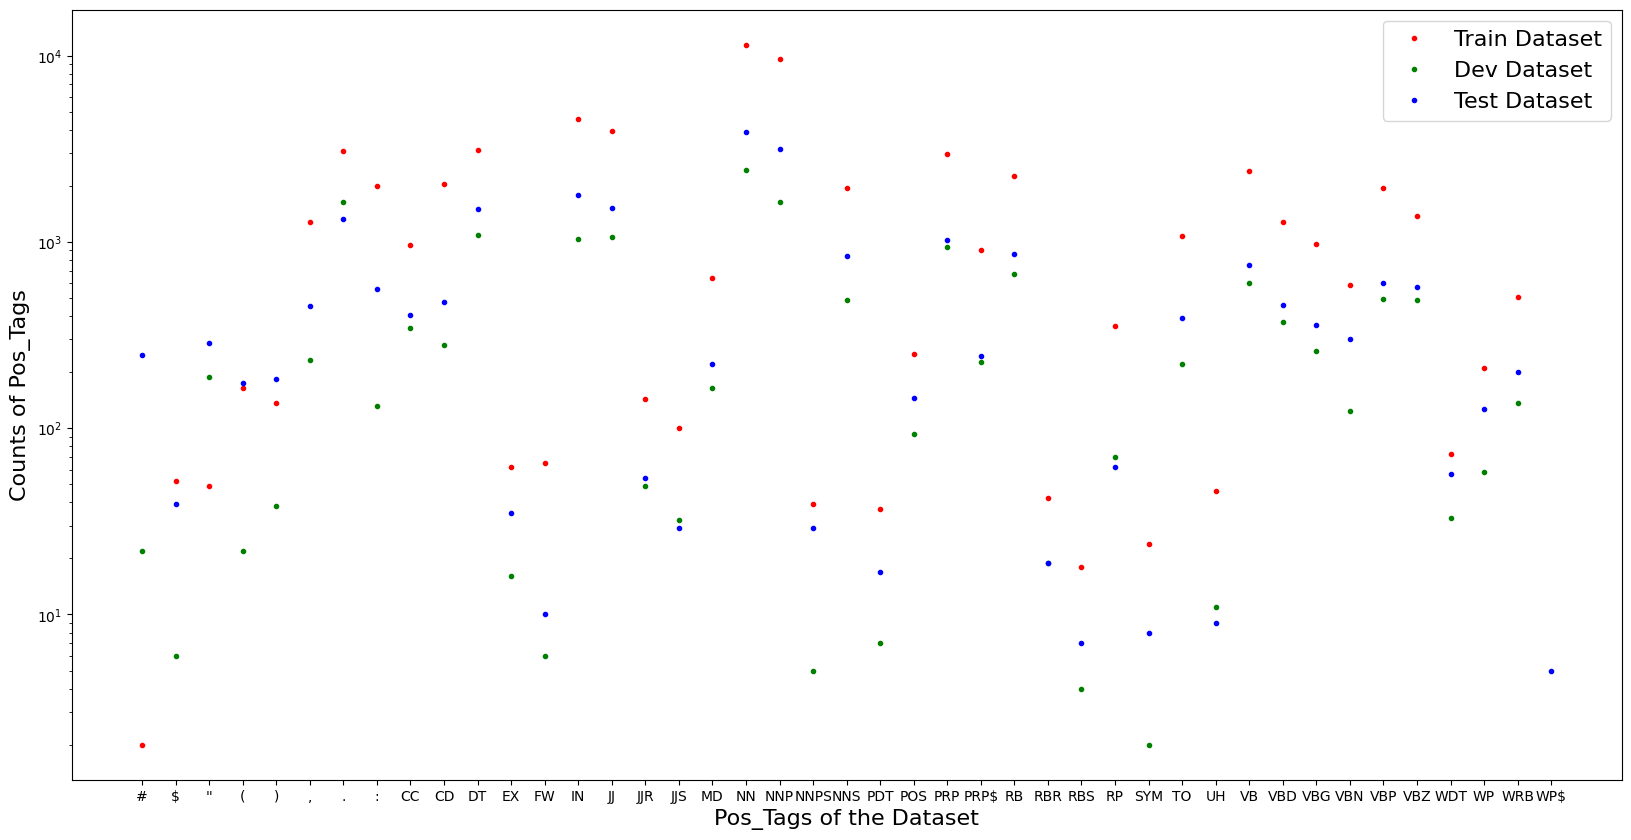 Train Dataset
Dev Dataset
Test Dataset
Counts of Pos_Tags
10^4
10^3
10^2
10^1
# $ " ( ) , . : CC CD DT EX FW IN JJ JJR JJS MD NN NNP NNPS NNS PDT POS PRP PRP$ RB RBR RBS RP SYM TO UH VB VBD VBG VBN VBP VBZ WDT WP WRB WP$
Pos_Tags of the Dataset